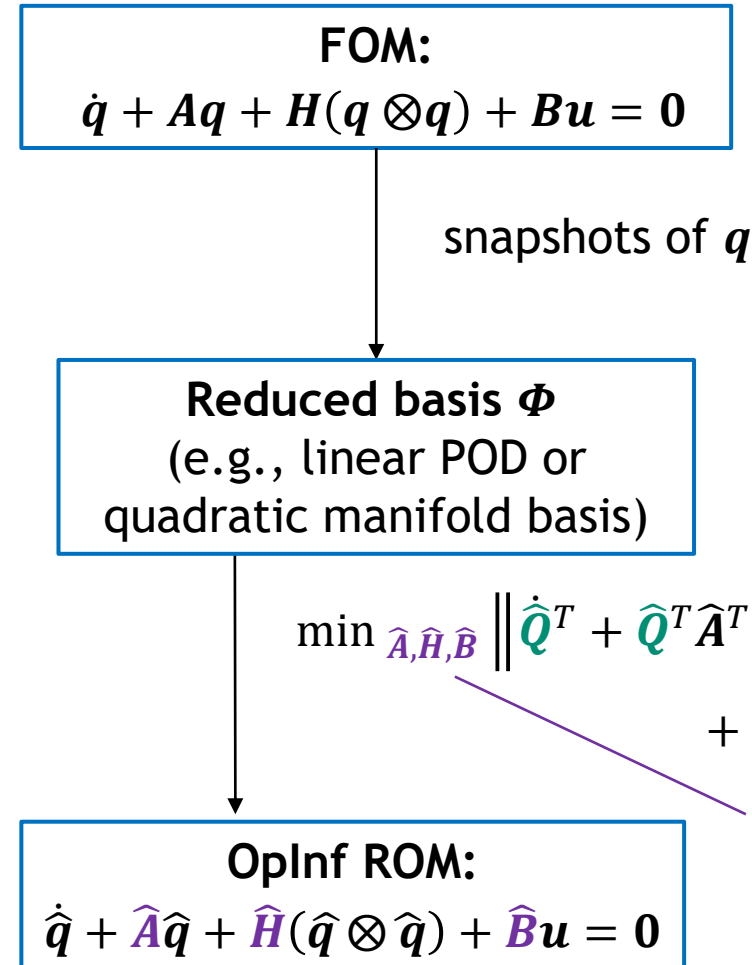 FOM:
q̇ + Aq + H(q ⊗q) + Bu = 0
snapshots of q
Reduced basis Φ
(e.g., linear POD or
quadratic manifold basis)
min Â,Ĥ,B̂ ‖ Q̂̇ᵀ + Q̂ᵀÂᵀ
+
OpInf ROM:
q̂̇ + Âq̂ + Ĥ(q̂ ⊗ q̂) + B̂u = 0